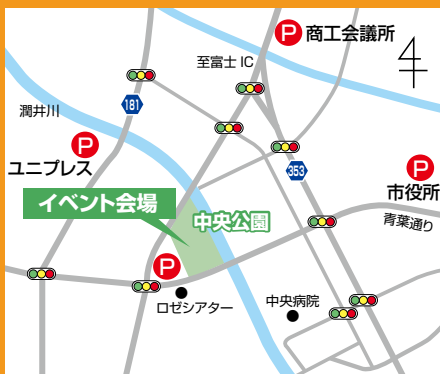 P 商工会議所
至富士IC
181
潤井川
P
ユニプレス
353
P
市役所
イベント会場
中央公園
青葉通り
P
ロゼシアター
中央病院